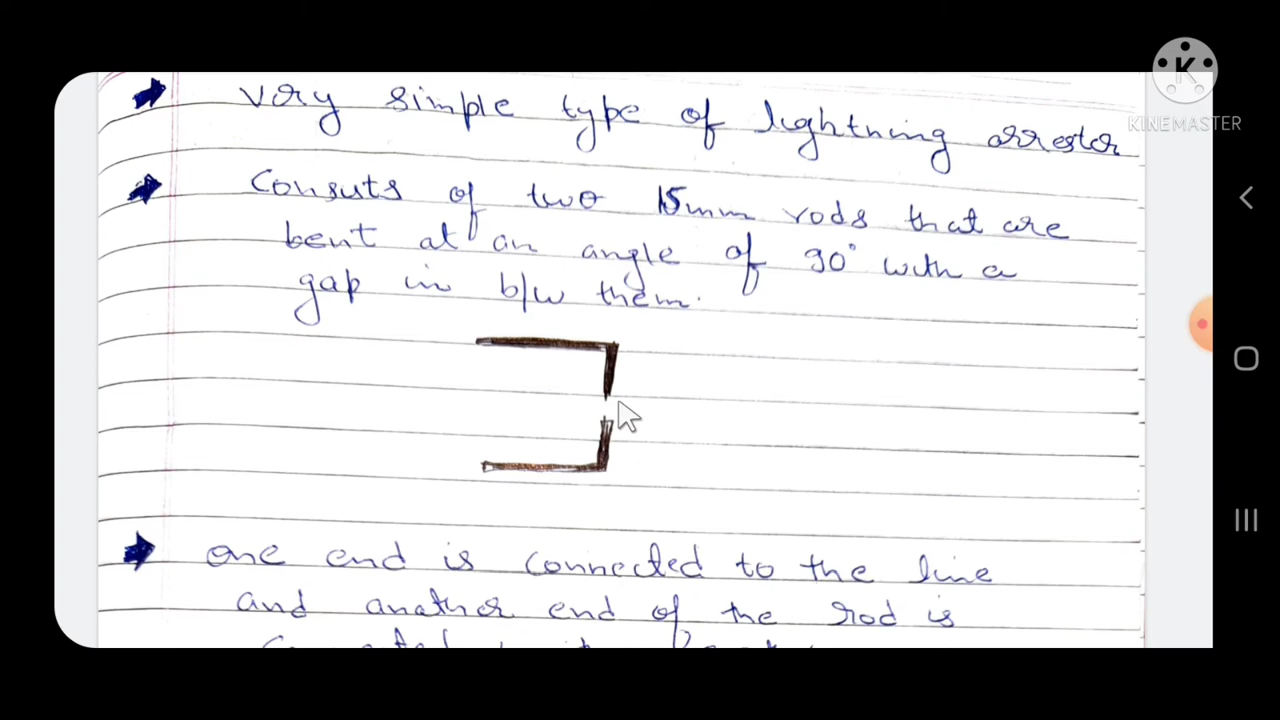 very simple type of lightning arrester
Consists of two 15mm rods that are
bent at an angle of 90° with a
gap in b/w them.
one end is connected to the line
and another end of the rod is
K
KINEMASTER